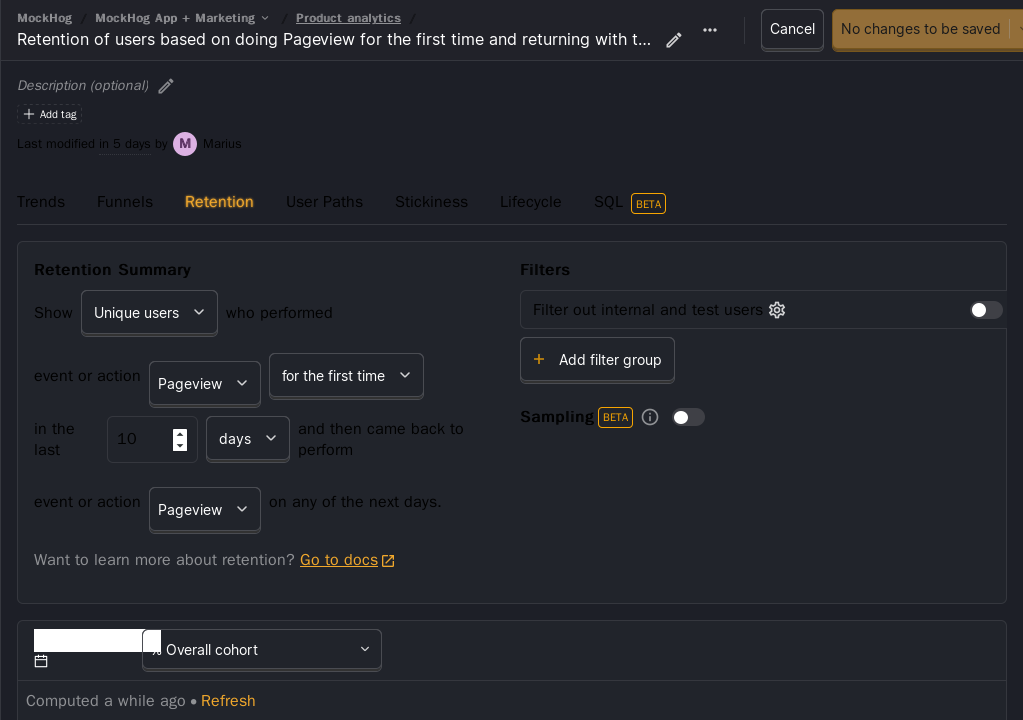 MockHog / MockHog App + Marketing / Product analytics /
Retention of users based on doing Pageview for the first time and returning with t...
Cancel
No changes to be saved
Description (optional)
Add tag
Last modified in 5 days by M Marius
Trends Funnels Retention User Paths Stickiness Lifecycle SQL BETA
Retention Summary
Show Unique users who performed
event or action Pageview for the first time
in the last 10 days and then came back to perform
event or action Pageview on any of the next days.
Want to learn more about retention? Go to docs
Filters
Filter out internal and test users
+ Add filter group
Sampling BETA
% Overall cohort
Computed a while ago • Refresh